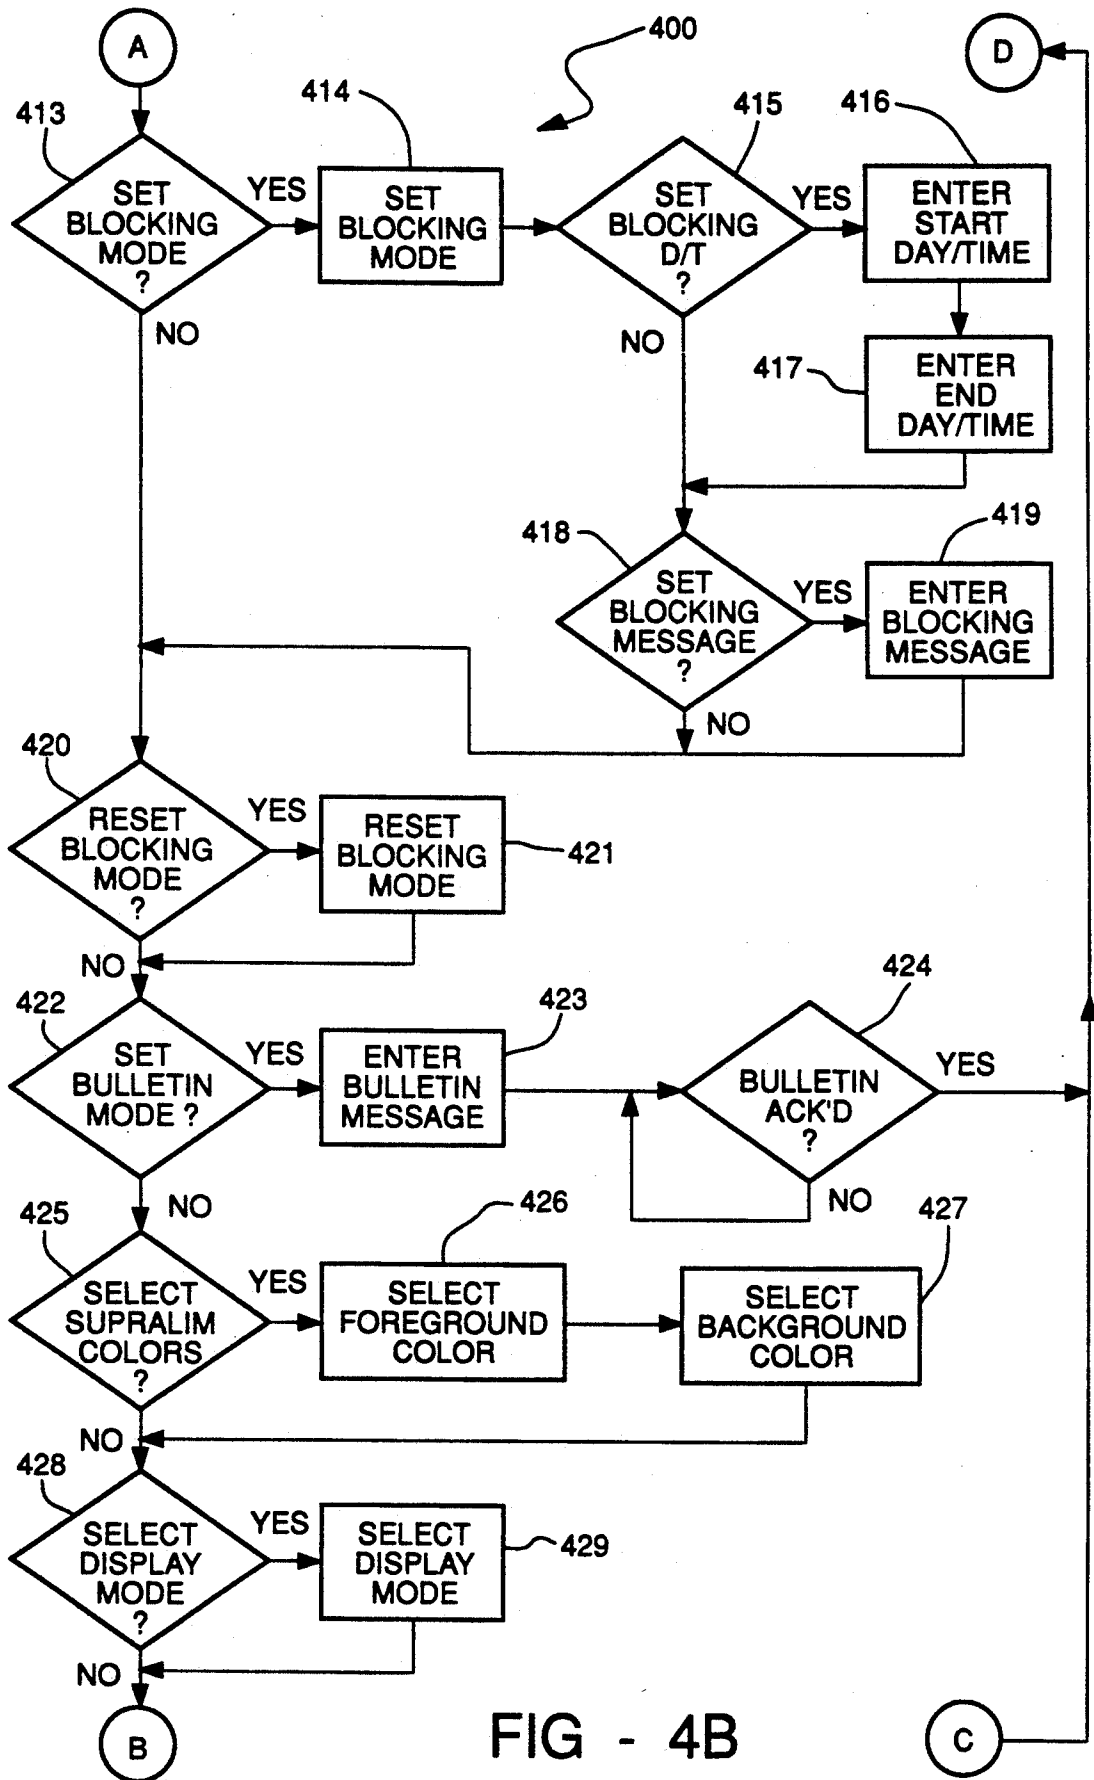 A
400
D
413
414
415
416
SET
BLOCKING
MODE
?
YES
SET
BLOCKING
MODE
SET
BLOCKING
D/T
?
YES
ENTER
START
DAY/TIME
NO
NO
417
ENTER
END
DAY/TIME
418
419
SET
BLOCKING
MESSAGE
?
YES
ENTER
BLOCKING
MESSAGE
NO
420
RESET
BLOCKING
MODE
?
YES
RESET
BLOCKING
MODE
421
NO
422
423
424
SET
BULLETIN
MODE ?
YES
ENTER
BULLETIN
MESSAGE
BULLETIN
ACK'D
?
YES
NO
NO
425
426
427
SELECT
SUPRALIM
COLORS
?
YES
SELECT
FOREGROUND
COLOR
SELECT
BACKGROUND
COLOR
NO
428
SELECT
DISPLAY
MODE
?
YES
SELECT
DISPLAY
MODE
429
NO
B
FIG - 4B
C